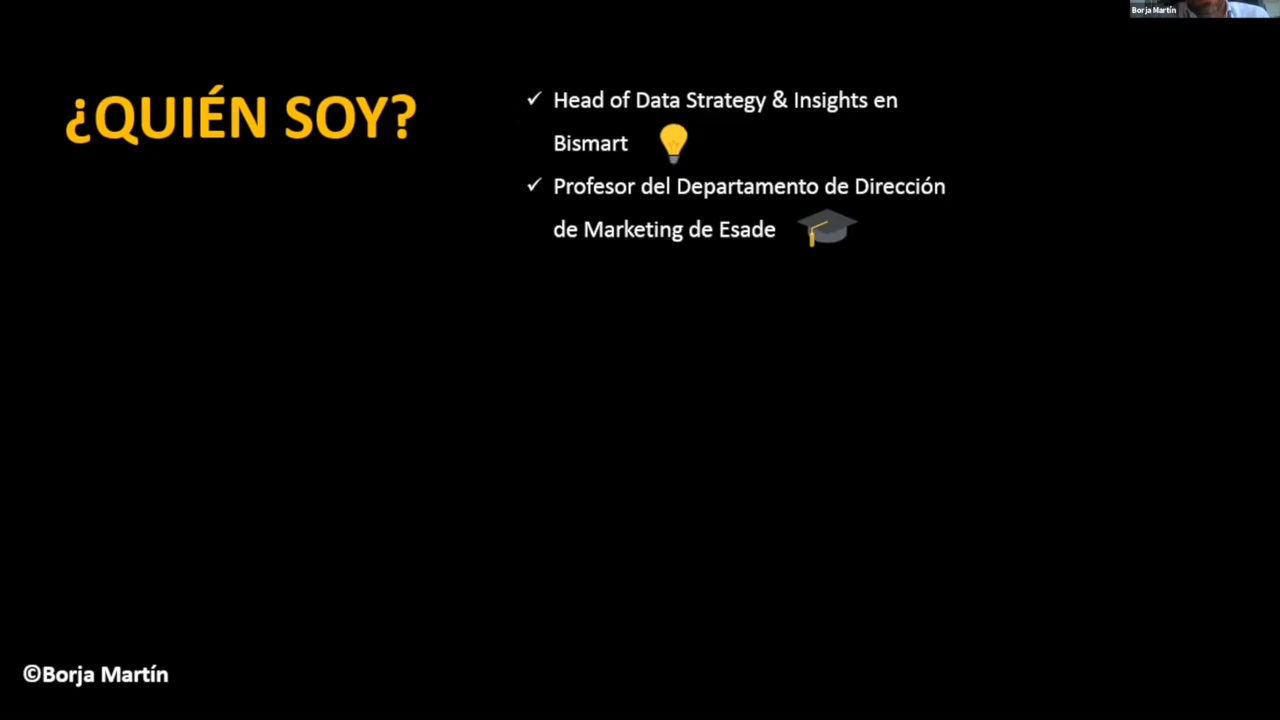 Borja Martín
¿QUIÉN SOY?
✓ Head of Data Strategy & Insights en
Bismart
✓ Profesor del Departamento de Dirección
de Marketing de Esade
©Borja Martín